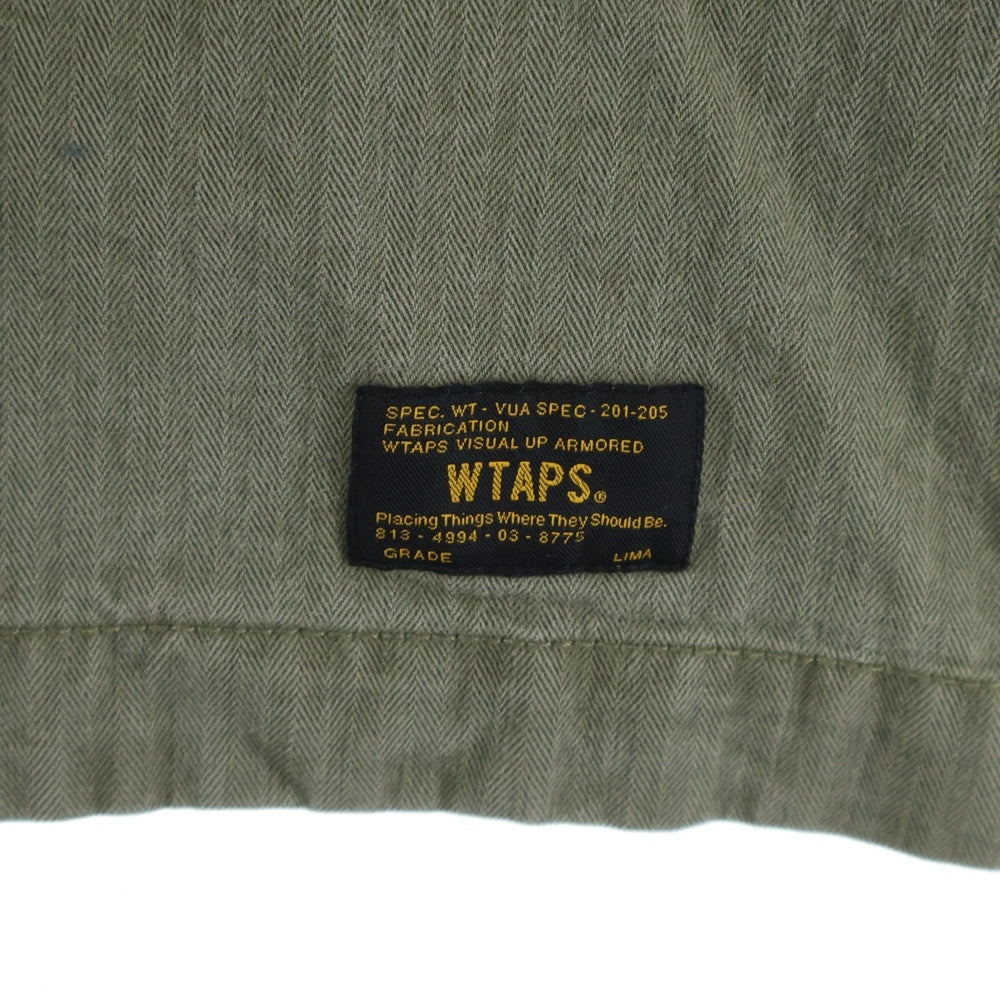 SPEC. WT - VUA SPEC - 201-205
FABRICATION
WTAPS VISUAL UP ARMORED
WTAPS.®
Placing Things Where They Should Be.
813 - 4994 - 03 - 8775
GRADE LIMA